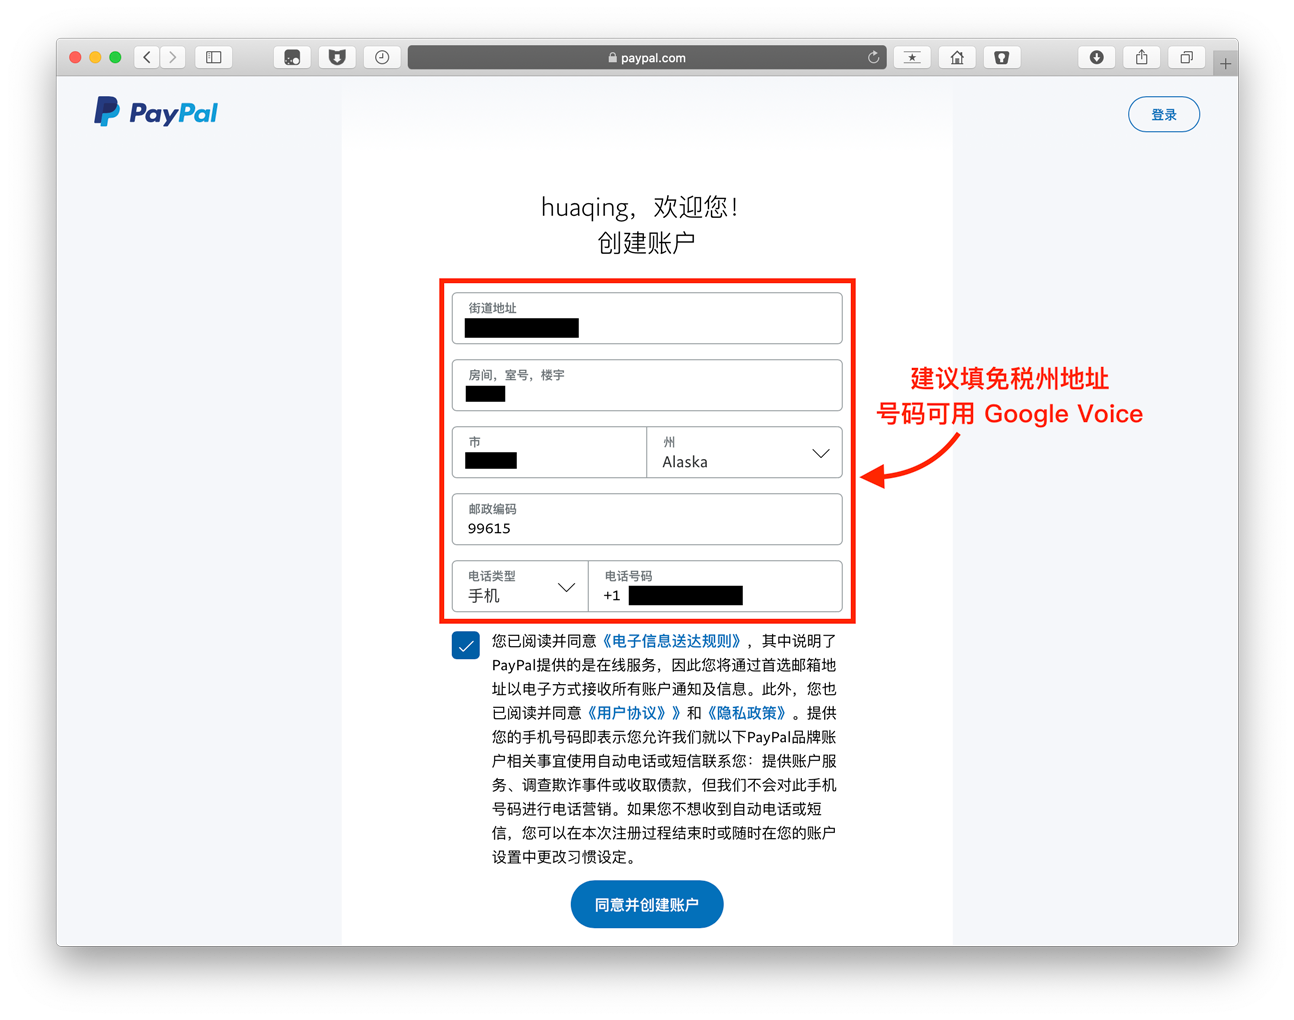 paypal.com
PayPal
登录
huaqing，欢迎您！
创建账户
街道地址
房间，室号，楼宇
市
州
Alaska
邮政编码
99615
电话类型
手机
电话号码
+1
建议填免税州地址
号码可用 Google Voice
您已阅读并同意《电子信息送达规则》，其中说明了
PayPal提供的是在线服务，因此您将通过首选邮箱地
址以电子方式接收所有账户通知及信息。此外，您也
已阅读并同意《用户协议》》和《隐私政策》。提供
您的手机号码即表示您允许我们就以下PayPal品牌账
户相关事宜使用自动电话或短信联系您：提供账户服
务、调查欺诈事件或收取债款，但我们不会对此手机
号码进行电话营销。如果您不想收到自动电话或短
信，您可以在本次注册过程结束时或随时在您的账户
设置中更改习惯设定。
同意并创建账户